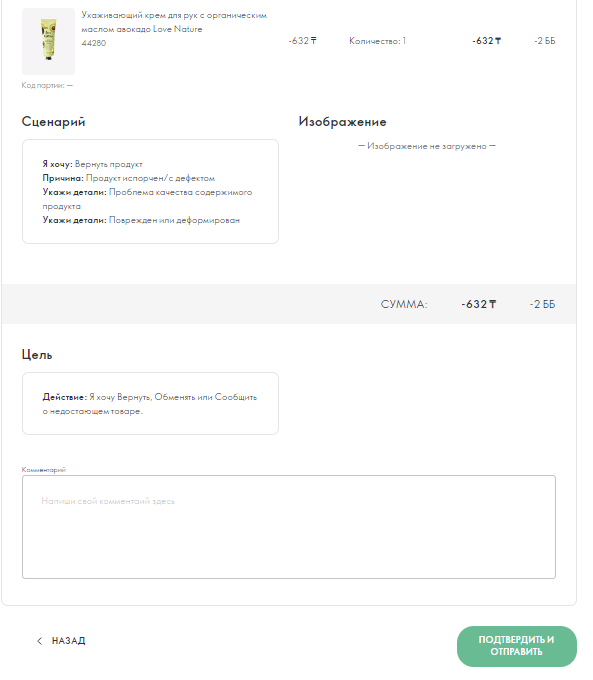 Ухаживающий крем для рук с органическим
маслом авокадо Love Nature
44280
-632 ₸ Количество: 1 -632 ₸ -2 ББ
Код партии: —
Сценарий
Изображение
— Изображение не загружено —
Я хочу: Вернуть продукт
Причина: Продукт испорчен/с дефектом
Укажи детали: Проблема качества содержимого
продукта
Укажи детали: Поврежден или деформирован
СУММА: -632 ₸ -2 ББ
Цель
Действие: Я хочу Вернуть, Обменять или Сообщить
о недостающем товаре.
Комментарий
Напиши свой комментаий здесь
НАЗАД
ПОДТВЕРДИТЬ И
ОТПРАВИТЬ